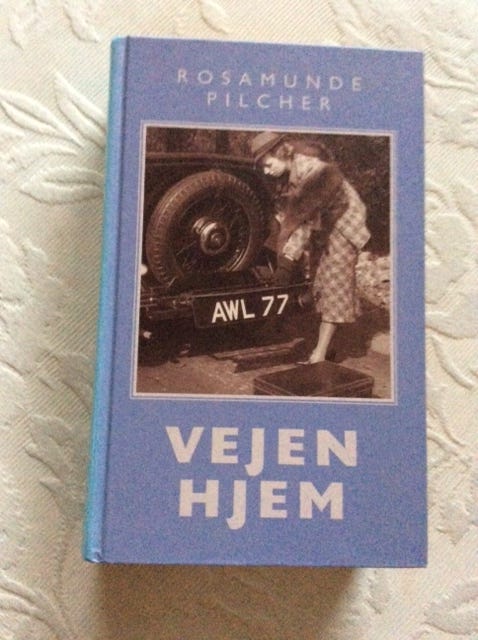 ROSAMUNDE
PILCHER
AWL 77
VEJEN
HJEM